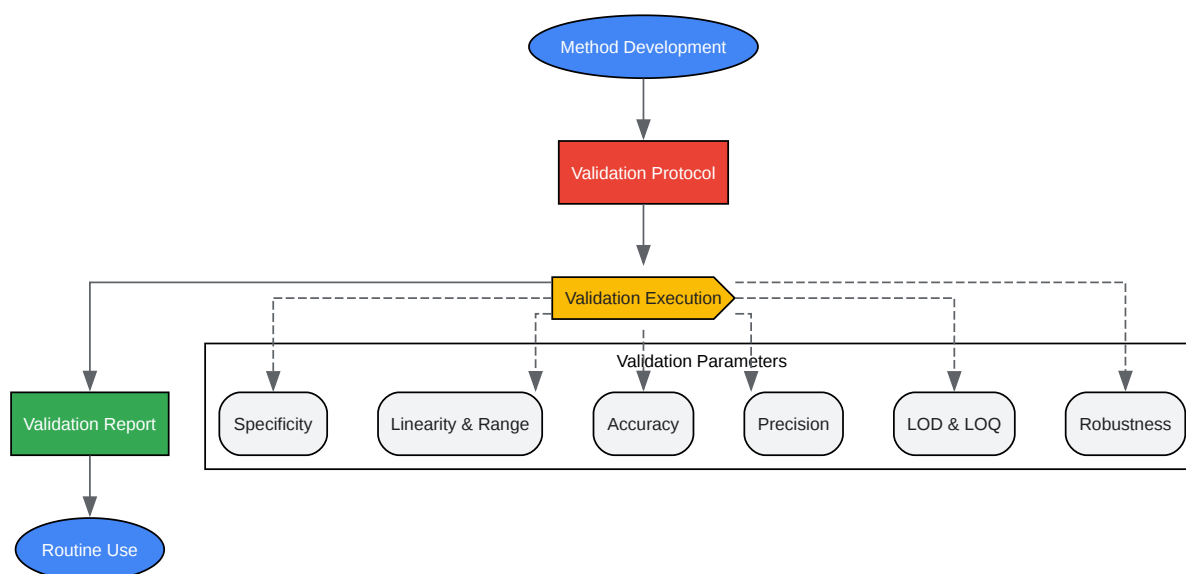 Method Development
Validation Protocol
Validation Execution
Validation Parameters
Validation Report
Specificity
Linearity & Range
Accuracy
Precision
LOD & LOQ
Robustness
Routine Use